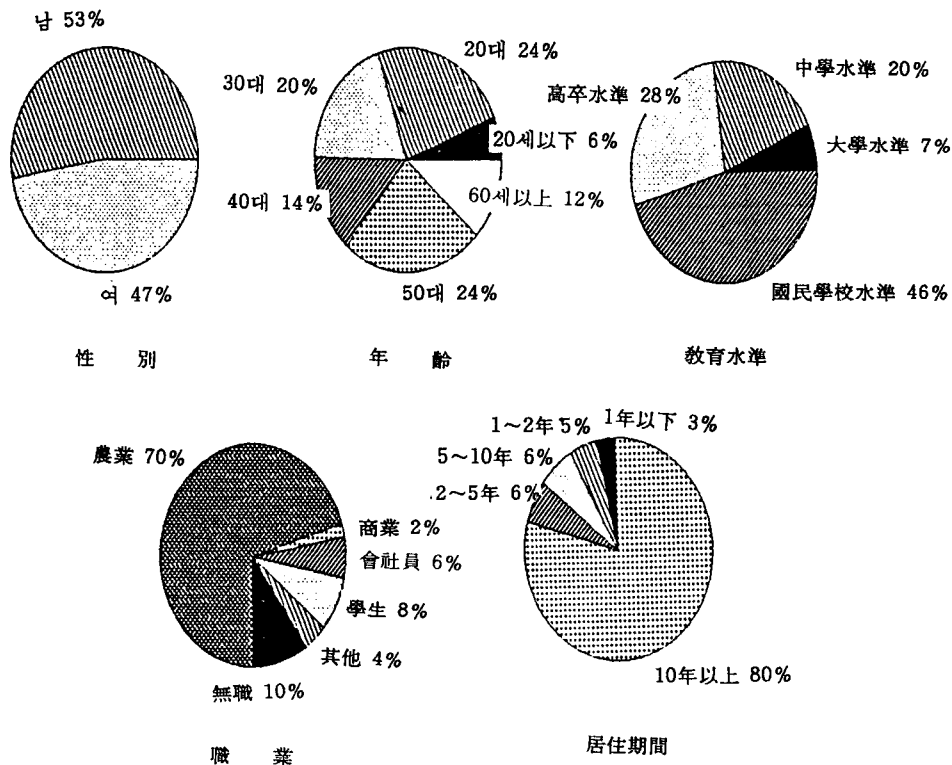 남 53%
여 47%
性 別
20대 24%
30대 20%
20세以下 6%
40대 14%
60세以上 12%
50대 24%
年 齡
中學水準 20%
高卒水準 28%
大學水準 7%
國民學校水準 46%
敎育水準
農業 70%
商業 2%
會社員 6%
學生 8%
其他 4%
無職 10%
職 業
1~2年 5%
1年以下 3%
5~10年 6%
2~5年 6%
10年以上 80%
居住期間